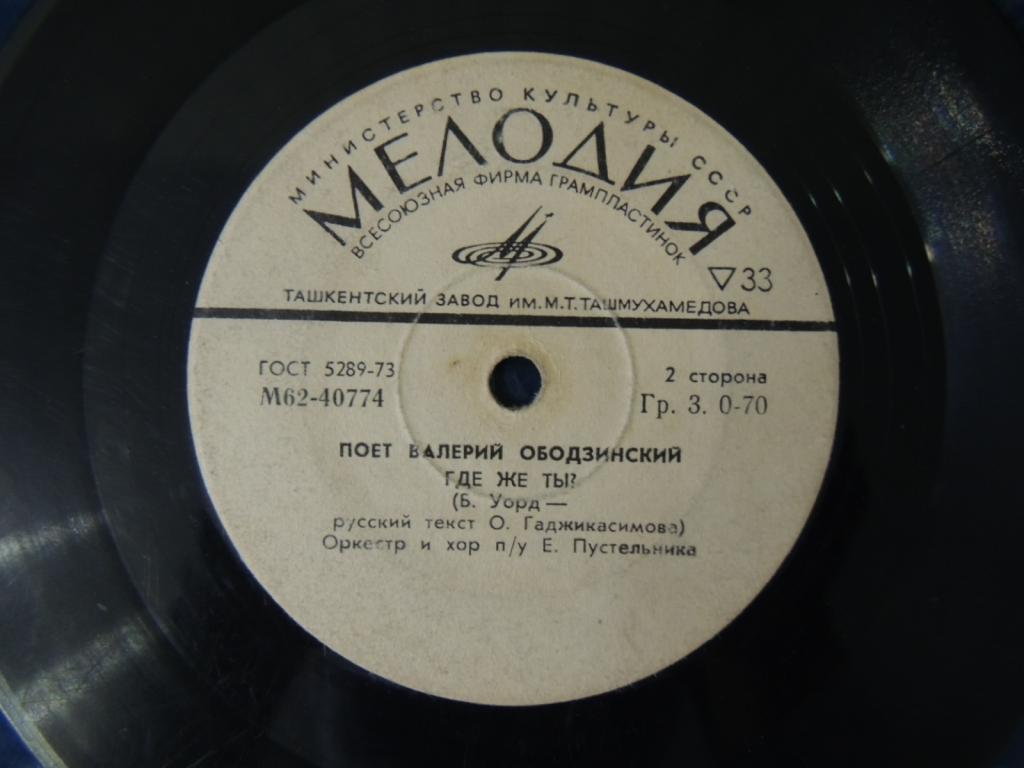 МИНИСТЕРСТВО КУЛЬТУРЫ СССР
МЕЛОДИЯ
ВСЕСОЮЗНАЯ ФИРМА ГРАМПЛАСТИНОК
▽33
ТАШКЕНТСКИЙ ЗАВОД ИМ. М.Т. ТАШМУХАМЕДОВА
ГОСТ 5289-73
2 сторона
М62-40774
Гр. 3. 0-70
ПОЕТ ВАЛЕРИЙ ОБОДЗИНСКИЙ
ГДЕ ЖЕ ТЫ?
(Б. Уорд —
русский текст О. Гаджикасимова)
Оркестр и хор п/у Е. Пустельника